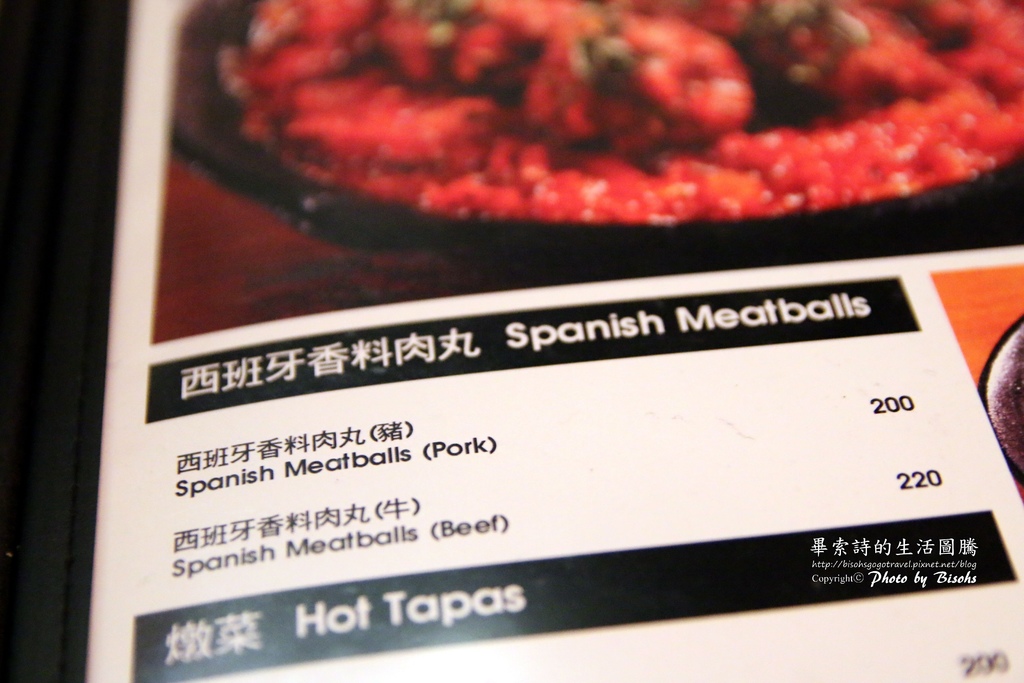 西班牙香料肉丸 Spanish Meatballs
西班牙香料肉丸(豬) 200
Spanish Meatballs (Pork)
西班牙香料肉丸(牛) 220
Spanish Meatballs (Beef)
燉菜 Hot Tapas
畢索詩的生活圖騰
http://bisohsgogotravel.pixnet.net/blog
Copyright© Photo by Bisohs